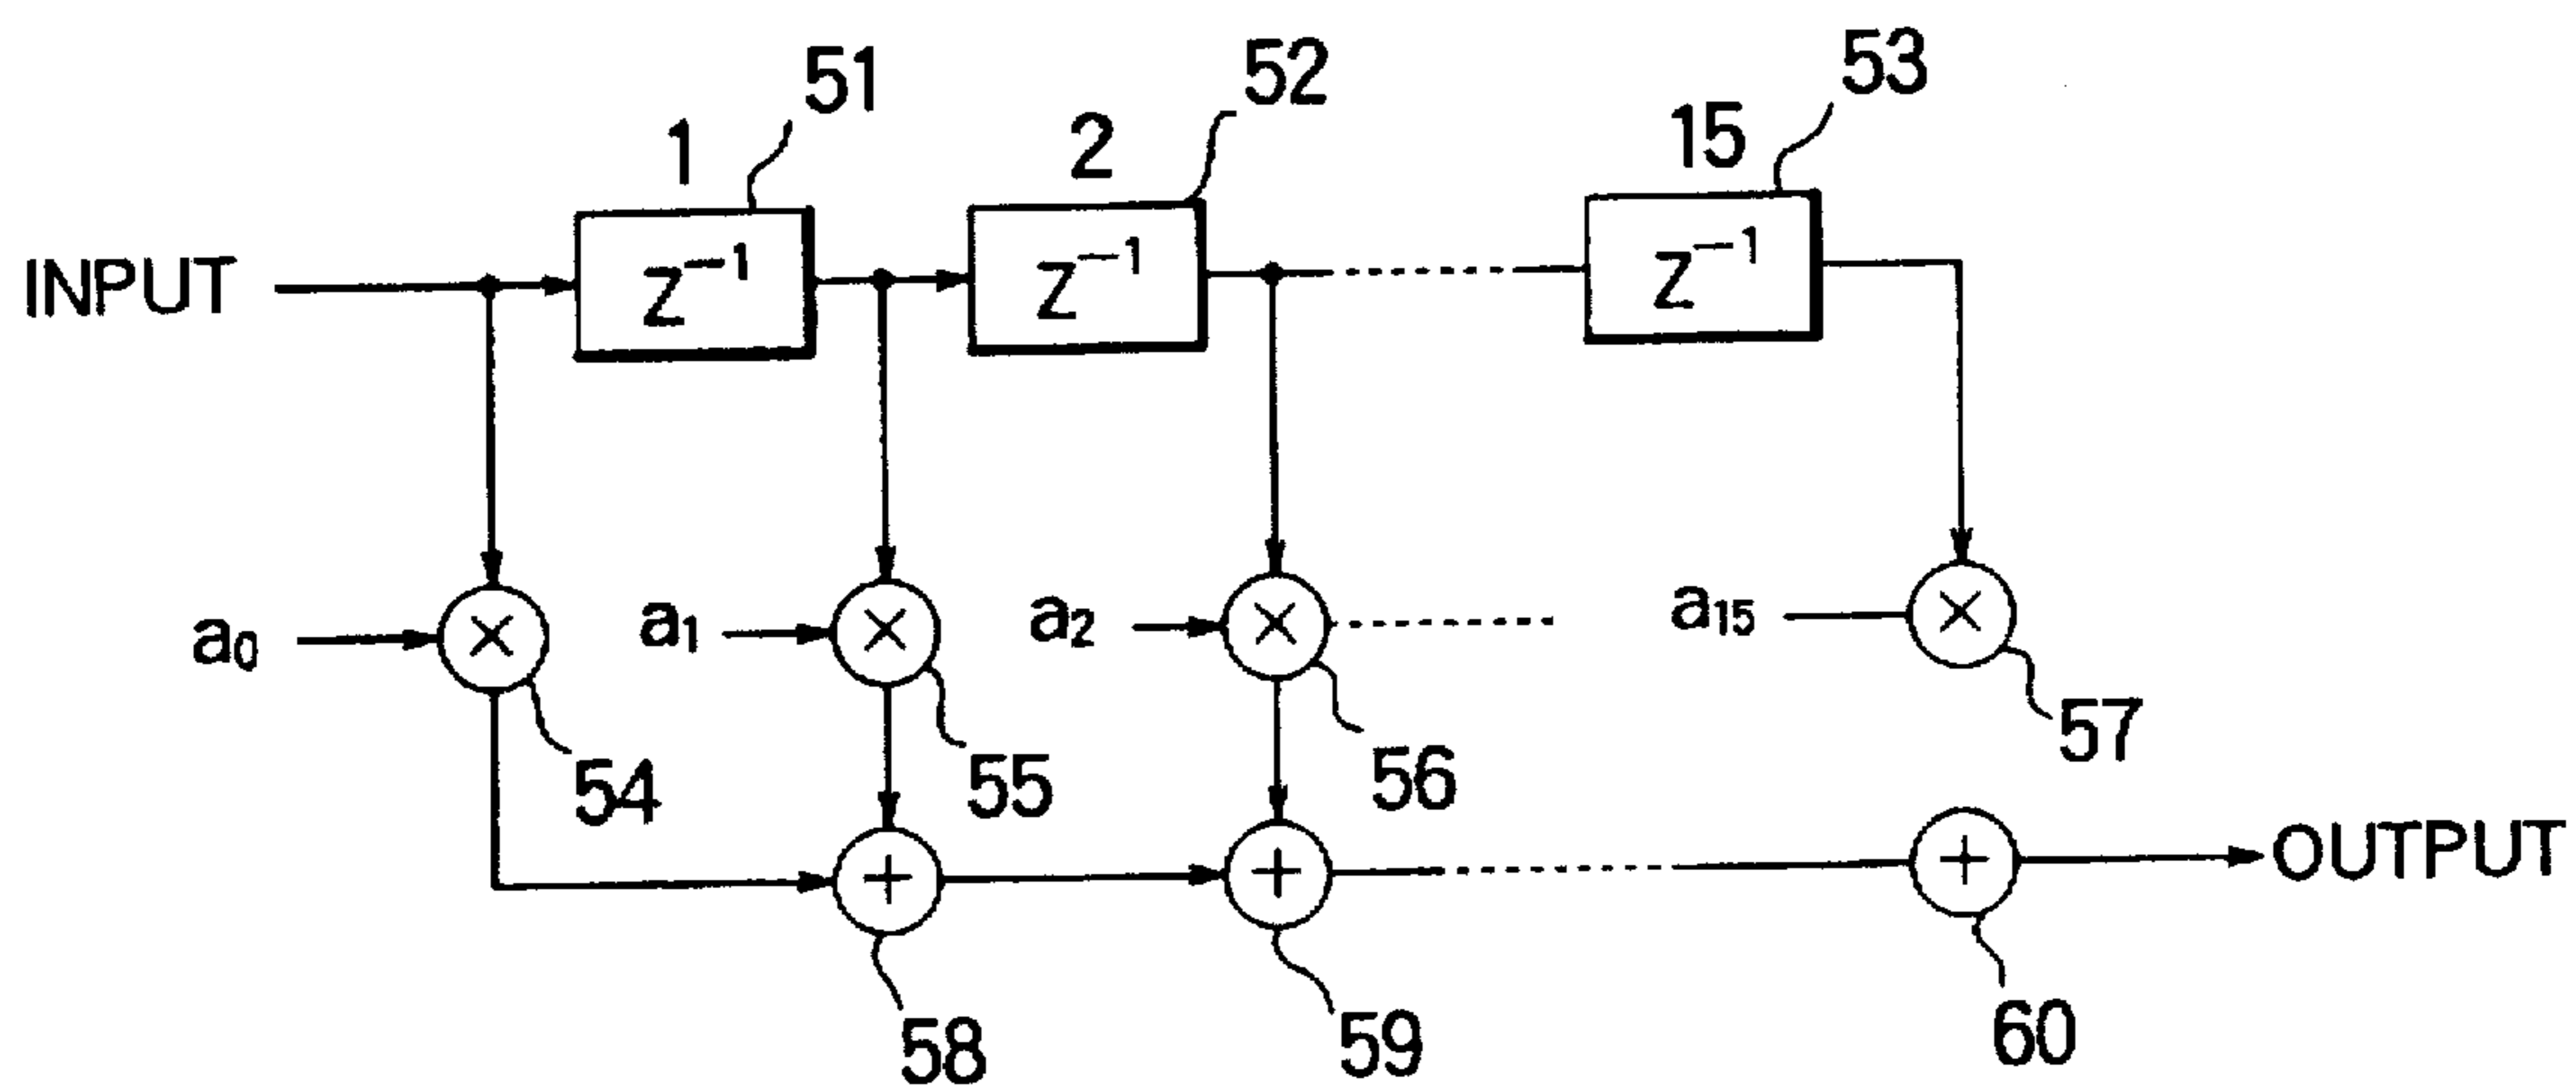 51
52
53
1
2
15
INPUT
Z⁻¹
Z⁻¹
Z⁻¹
a₀
a₁
a₂
a₁₅
×
×
×
×
54
55
56
57
+
+
+
OUTPUT
58
59
60